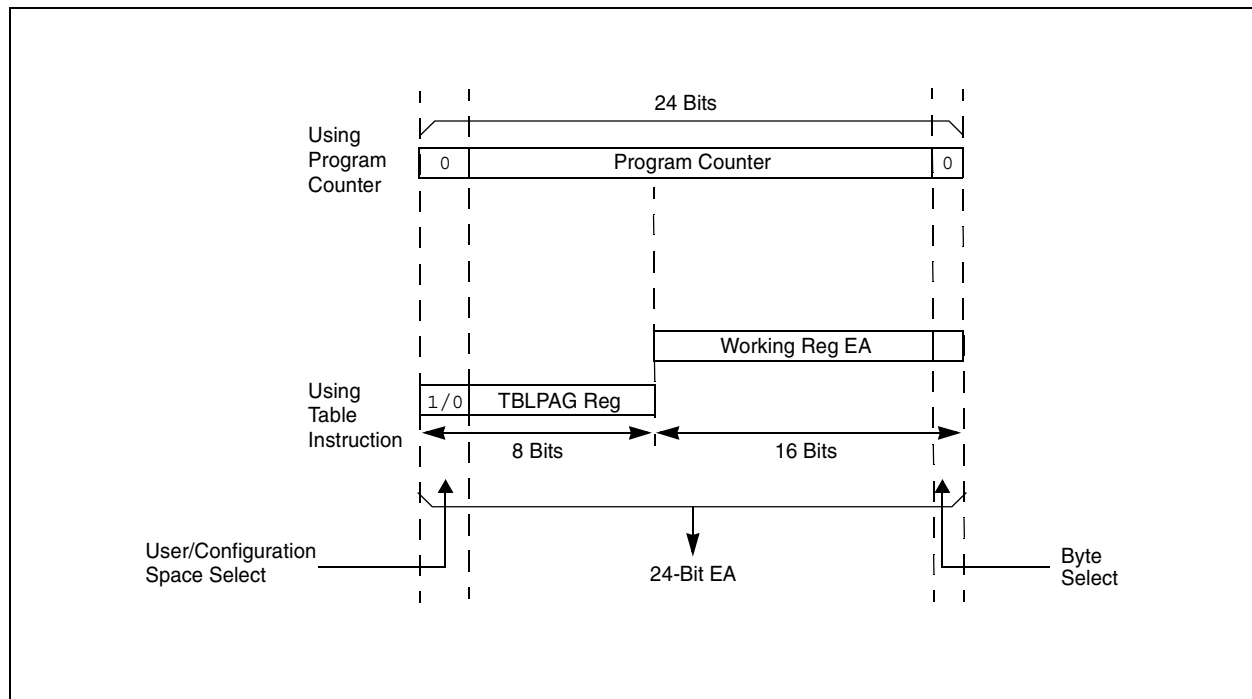 24 Bits
Using
Program
Counter
0
Program Counter
0
Working Reg EA
Using
Table
Instruction
1/0
TBLPAG Reg
8 Bits
16 Bits
User/Configuration
Space Select
24-Bit EA
Byte
Select